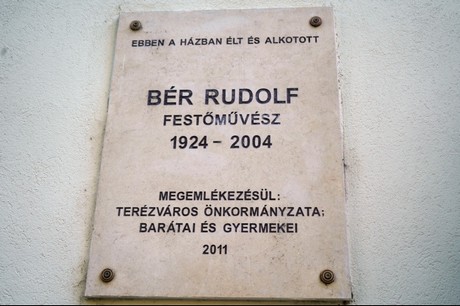 EBBEN A HÁZBAN ÉLT ÉS ALKOTOTT
BÉR RUDOLF
FESTŐMŰVÉSZ
1924 – 2004
MEGEMLÉKEZÉSÜL:
TERÉZVÁROS ÖNKORMÁNYZATA;
BARÁTAI ÉS GYERMEKEI
2011